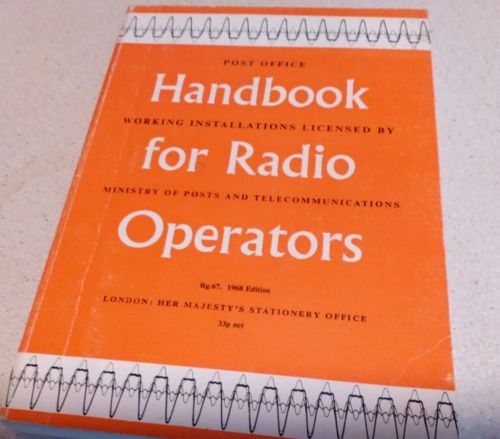 POST OFFICE
Handbook
WORKING INSTALLATIONS LICENSED BY
for Radio
MINISTRY OF POSTS AND TELECOMMUNICATIONS
Operators
Rg.67. 1968 Edition
LONDON: HER MAJESTY'S STATIONERY OFFICE
33p net